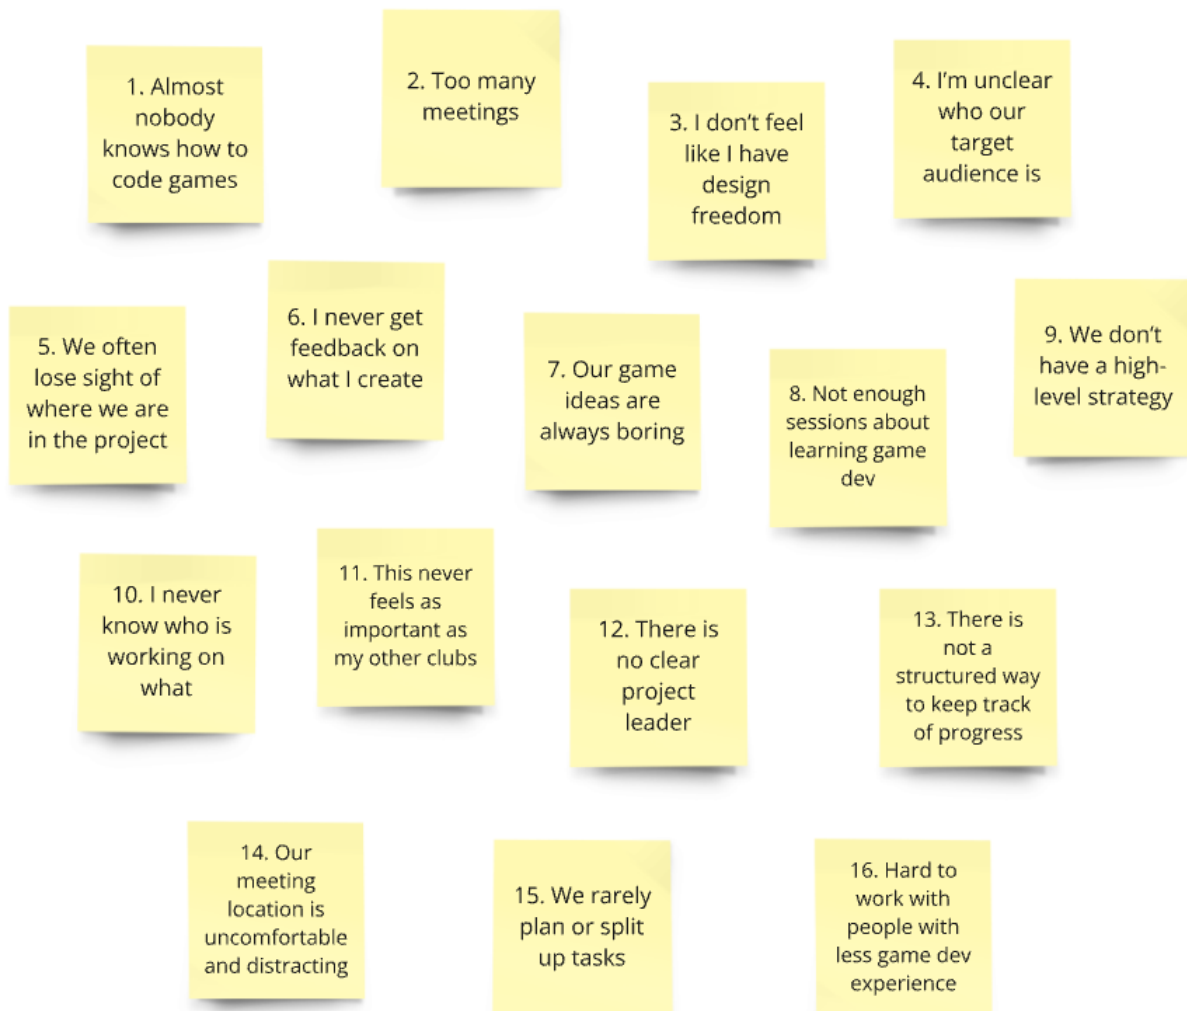 1. Almost
nobody
knows how to
code games
2. Too many
meetings
3. I don’t feel
like I have
design
freedom
4. I’m unclear
who our
target
audience is
5. We often
lose sight of
where we are
in the project
6. I never get
feedback on
what I create
7. Our game
ideas are
always boring
8. Not enough
sessions about
learning game
dev
9. We don’t
have a high-
level strategy
10. I never
know who is
working on
what
11. This never
feels as
important as
my other clubs
12. There is
no clear
project
leader
13. There is
not a
structured way
to keep track
of progress
14. Our
meeting
location is
uncomfortable
and distracting
15. We rarely
plan or split
up tasks
16. Hard to
work with
people with
less game dev
experience